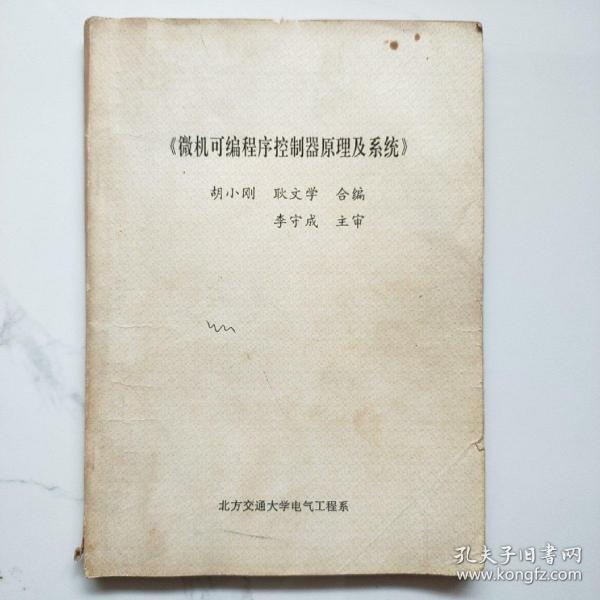 《微机可编程序控制器原理及系统》
胡小刚 耿文学 合编
李守成 主审
北方交通大学电气工程系
孔夫子旧书网
www.kongfz.com